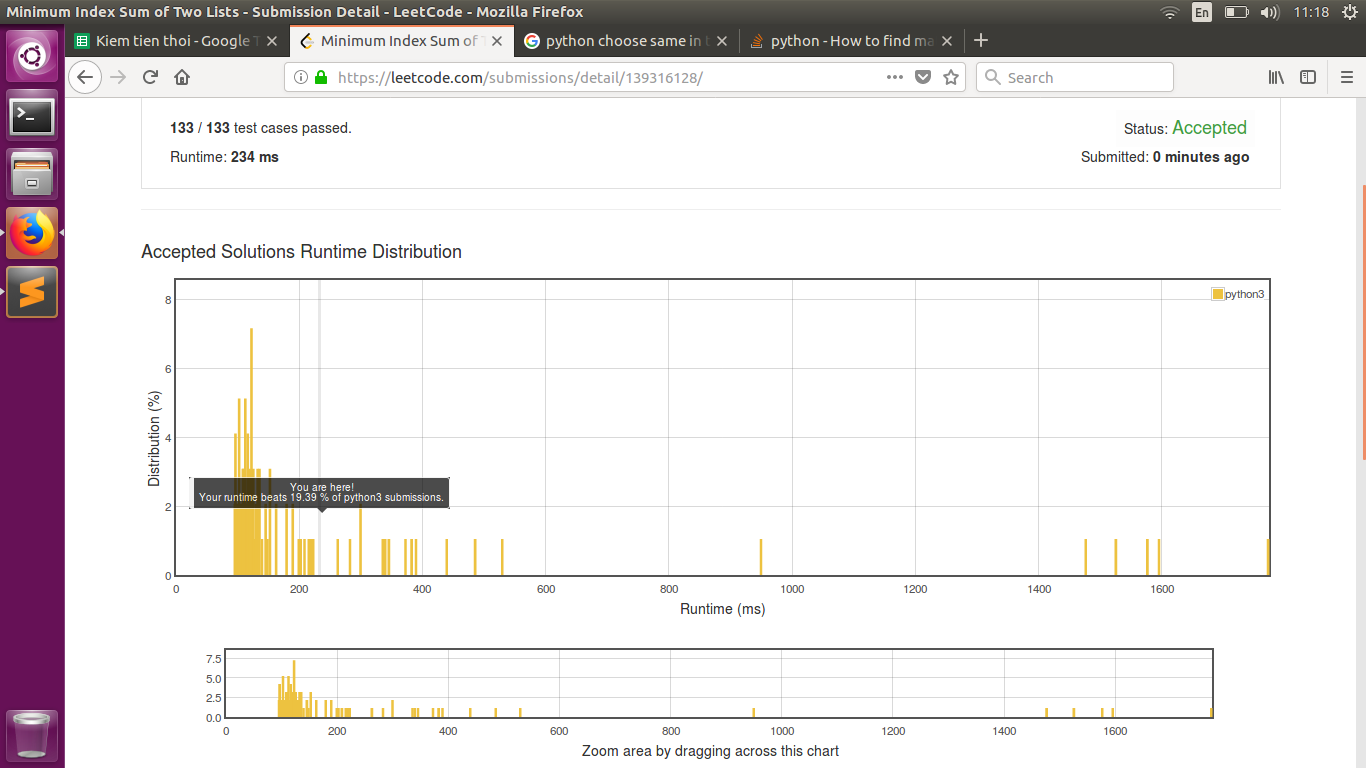 Minimum Index Sum of Two Lists - Submission Detail - LeetCode - Mozilla Firefox
En
11:18
Kiem tien thoi - Google T
Minimum Index Sum of T
python choose same in t
python - How to find ma
https://leetcode.com/submissions/detail/139316128/
Search
133 / 133 test cases passed.
Status: Accepted
Runtime: 234 ms
Submitted: 0 minutes ago
Accepted Solutions Runtime Distribution
python3
8
6
4
2
0
Distribution (%)
You are here!
Your runtime beats 19.39 % of python3 submissions.
0 200 400 600 800 1000 1200 1400 1600
Runtime (ms)
7.5
5.0
2.5
0.0
0 200 400 600 800 1000 1200 1400 1600
Zoom area by dragging across this chart